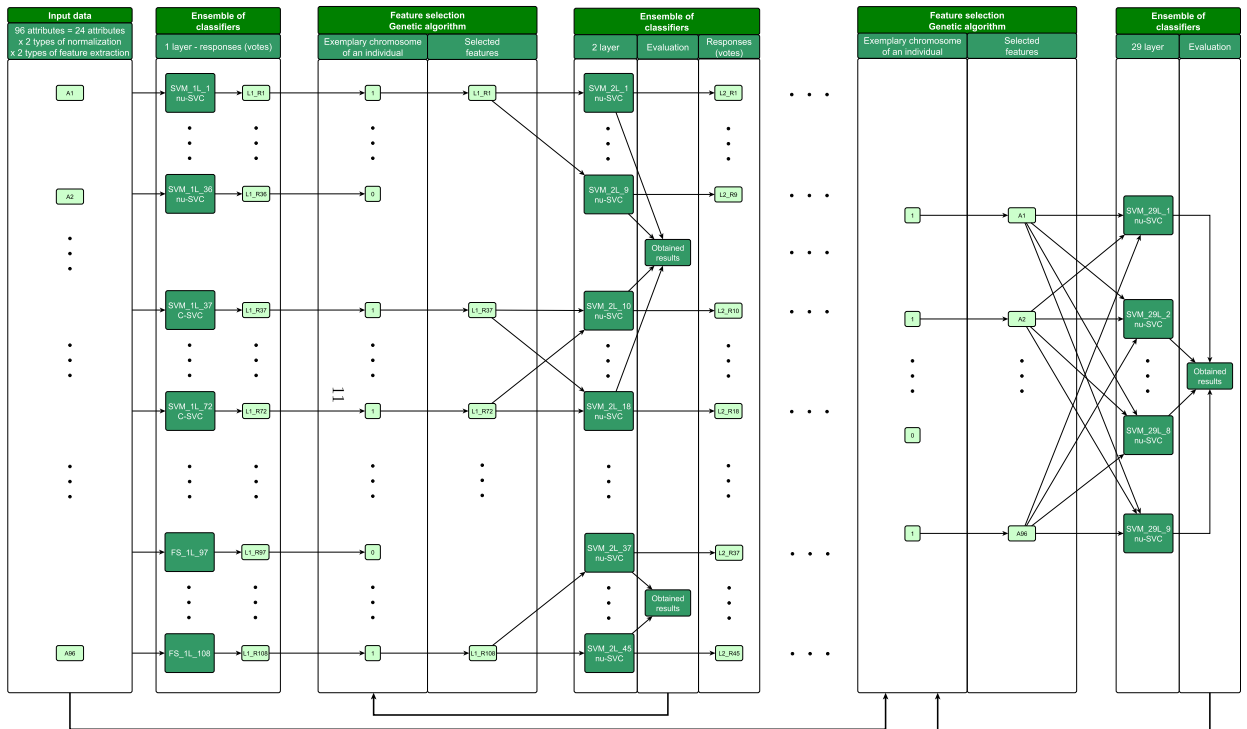 Input data
96 attributes = 24 attributes
x 2 types of normalization
x 2 types of feature extraction
A1
A2
A96
Ensemble of
classifiers
1 layer - responses (votes)
SVM_1L_1
nu-SVC
L1_R1
SVM_1L_36
nu-SVC
L1_R36
SVM_1L_37
C-SVC
L1_R37
SVM_1L_72
C-SVC
L1_R72
FS_1L_97
L1_R97
FS_1L_108
L1_R108
Feature selection
Genetic algorithm
Exemplary chromosome
of an individual
Selected
features
1
L1_R1
0
1
L1_R37
11
1
L1_R72
0
1
L1_R108
Ensemble of
classifiers
2 layer
Evaluation
Responses
(votes)
SVM_2L_1
nu-SVC
L2_R1
SVM_2L_9
nu-SVC
L2_R9
Obtained
results
SVM_2L_10
nu-SVC
L2_R10
SVM_2L_18
nu-SVC
L2_R18
SVM_2L_37
nu-SVC
L2_R37
Obtained
results
SVM_2L_45
nu-SVC
L2_R45
Feature selection
Genetic algorithm
Exemplary chromosome
of an individual
Selected
features
1
A1
1
A2
0
1
A96
Ensemble of
classifiers
29 layer
Evaluation
SVM_29L_1
nu-SVC
SVM_29L_2
nu-SVC
Obtained
results
SVM_29L_8
nu-SVC
SVM_29L_9
nu-SVC